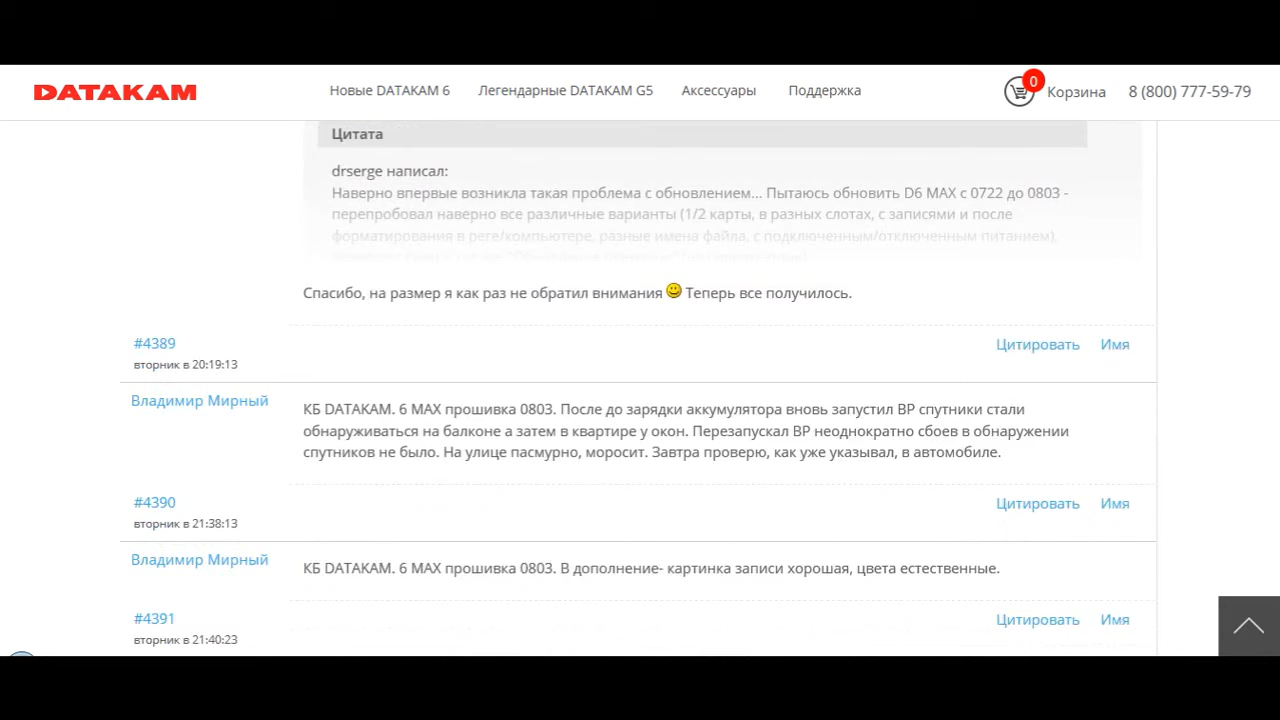 DATAKAM
Новые DATAKAM 6
Легендарные DATAKAM G5
Аксессуары
Поддержка
0
Корзина
8 (800) 777-59-79
Цитата
drserge написал:
Наверно впервые возникла такая проблема с обновлением... Пытаюсь обновить D6 MAX с 0722 до 0803 -
перепробовал наверно все различные варианты (1/2 карты, в разных слотах, с записями и после
форматирования в реге/компьютере, разные имена файла, с подключенным/отключенным питанием),
Спасибо, на размер я как раз не обратил внимания Теперь все получилось.
#4389
вторник в 20:19:13
Цитировать
Имя
Владимир Мирный
КБ DATAKAM. 6 MAX прошивка 0803. После до зарядки аккумулятора вновь запустил ВР спутники стали
обнаруживаться на балконе а затем в квартире у окон. Перезапускал ВР неоднократно сбоев в обнаружении
спутников не было. На улице пасмурно, моросит. Завтра проверю, как уже указывал, в автомобиле.
#4390
вторник в 21:38:13
Цитировать
Имя
Владимир Мирный
КБ DATAKAM. 6 MAX прошивка 0803. В дополнение- картинка записи хорошая, цвета естественные.
#4391
вторник в 21:40:23
Цитировать
Имя